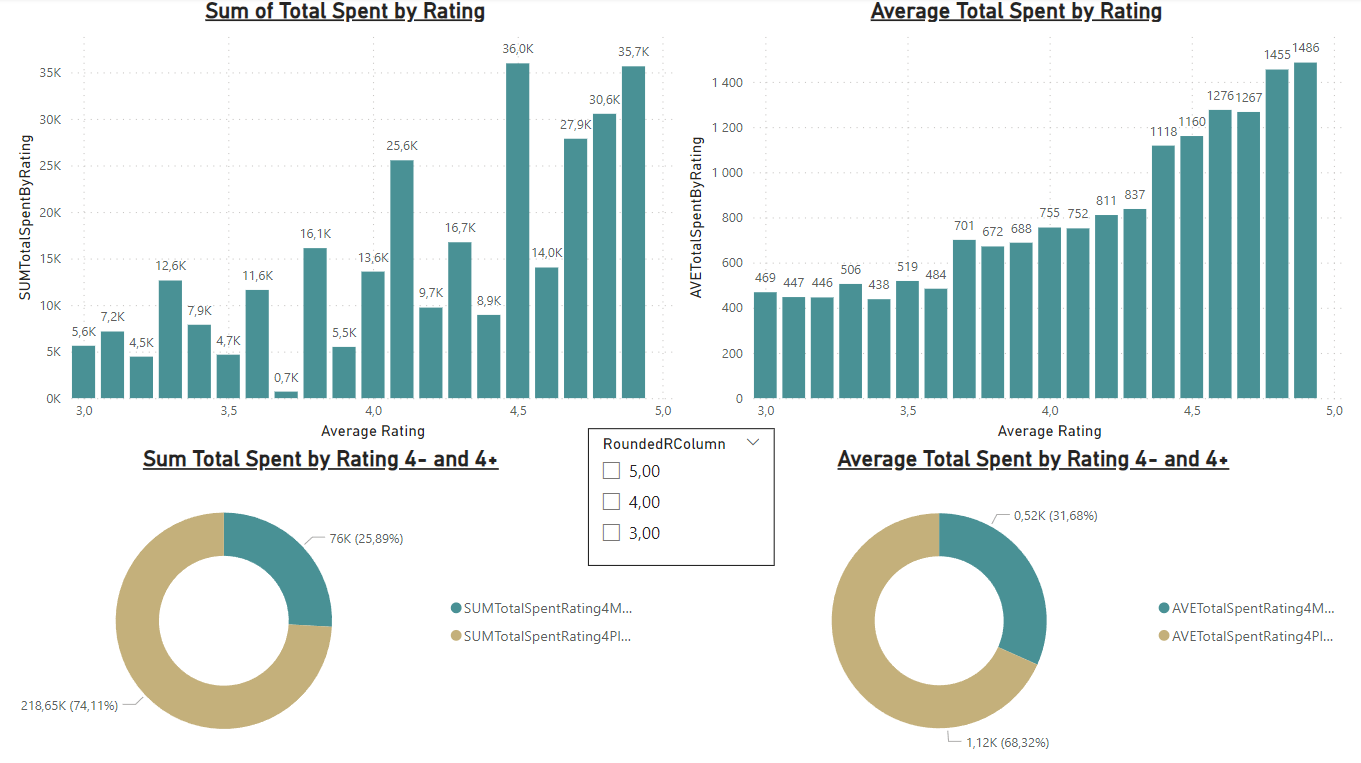 Sum of Total Spent by Rating
SUMTotalSpentByRating
35K
30K
25K
20K
15K
10K
5K
0K
5,6K
7,2K
4,5K
12,6K
7,9K
4,7K
11,6K
0,7K
16,1K
5,5K
13,6K
25,6K
9,7K
16,7K
8,9K
36,0K
14,0K
27,9K
30,6K
35,7K
3,0
3,5
4,0
4,5
5,0
Average Rating
Average Total Spent by Rating
AVETotalSpentByRating
1 400
1 200
1 000
800
600
400
200
0
469
447
446
506
438
519
484
701
672
688
755
752
811
837
1118
1160
1276
1267
1455
1486
3,0
3,5
4,0
4,5
5,0
Average Rating
RoundedRColumn
5,00
4,00
3,00
Sum Total Spent by Rating 4- and 4+
76K (25,89%)
218,65K (74,11%)
SUMTotalSpentRating4M...
SUMTotalSpentRating4Pl...
Average Total Spent by Rating 4- and 4+
0,52K (31,68%)
1,12K (68,32%)
AVETotalSpentRating4M...
AVETotalSpentRating4Pl...